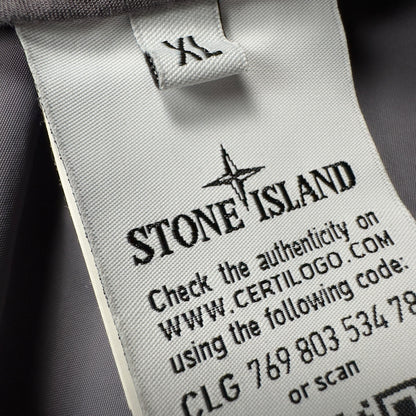 XL
STONE ISLAND
Check the authenticity on
WWW.CERTILOGO.COM
using the following code:
CLG 769 803 534 78
or scan